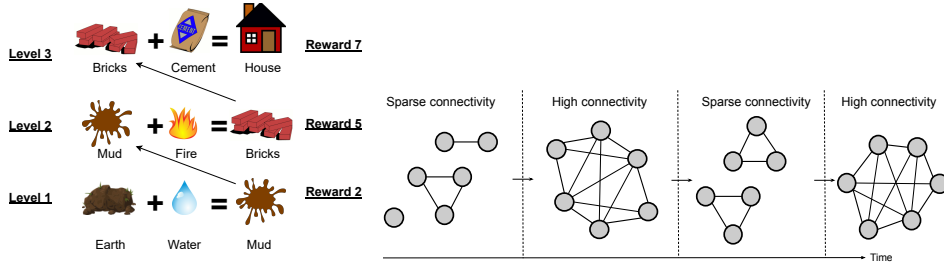 Level 3
Reward 7
Bricks
Cement
House
Level 2
Reward 5
Mud
Fire
Bricks
Level 1
Reward 2
Earth
Water
Mud
Sparse connectivity
High connectivity
Sparse connectivity
High connectivity
Time